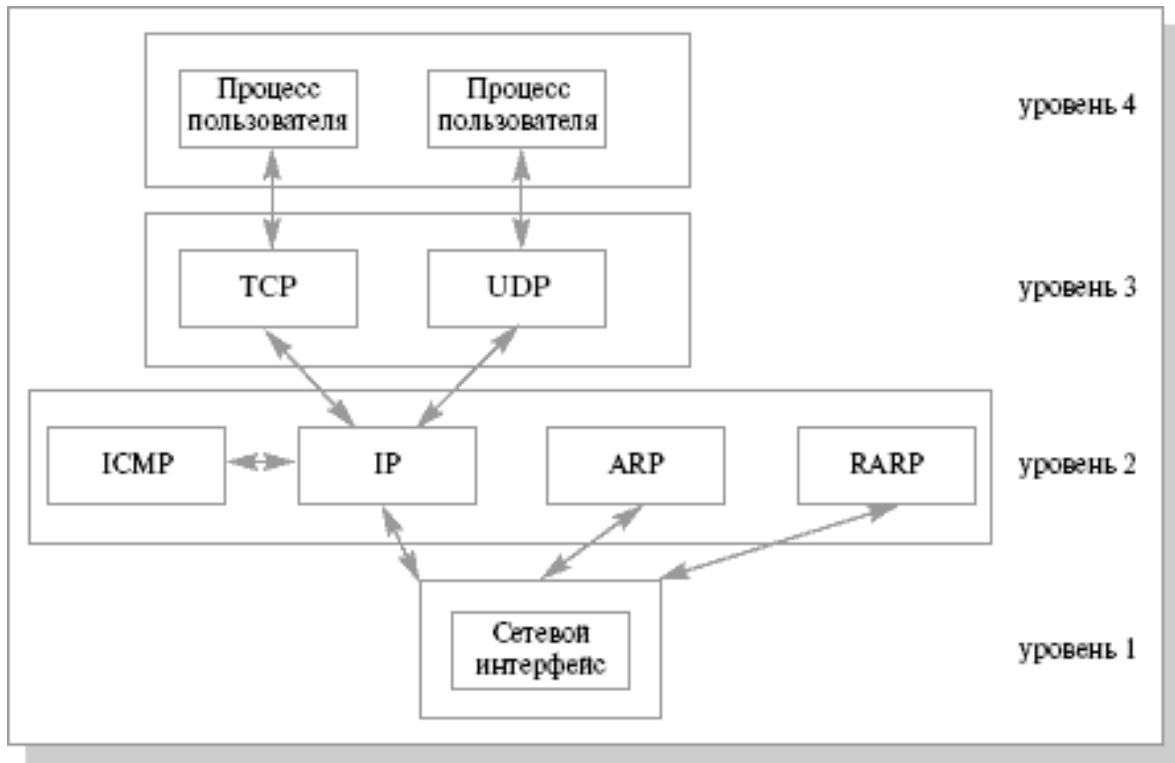 Процесс
пользователя
Процесс
пользователя
уровень 4
TCP
UDP
уровень 3
ICMP
IP
ARP
RARP
уровень 2
Сетевой
интерфейс
уровень 1